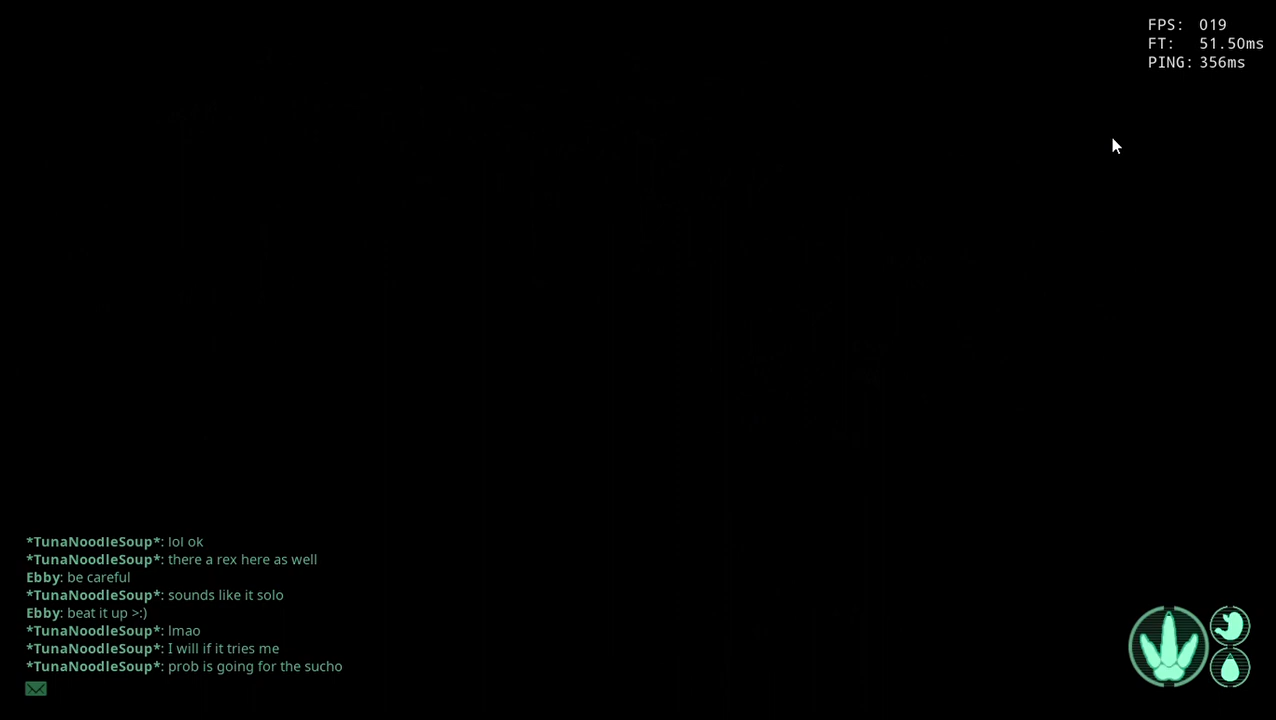 FPS: 019
FT: 51.50ms
PING: 356ms
*TunaNoodleSoup*: lol ok
*TunaNoodleSoup*: there a rex here as well
Ebby: be careful
*TunaNoodleSoup*: sounds like it solo
Ebby: beat it up >:)
*TunaNoodleSoup*: lmao
*TunaNoodleSoup*: I will if it tries me
*TunaNoodleSoup*: prob is going for the sucho